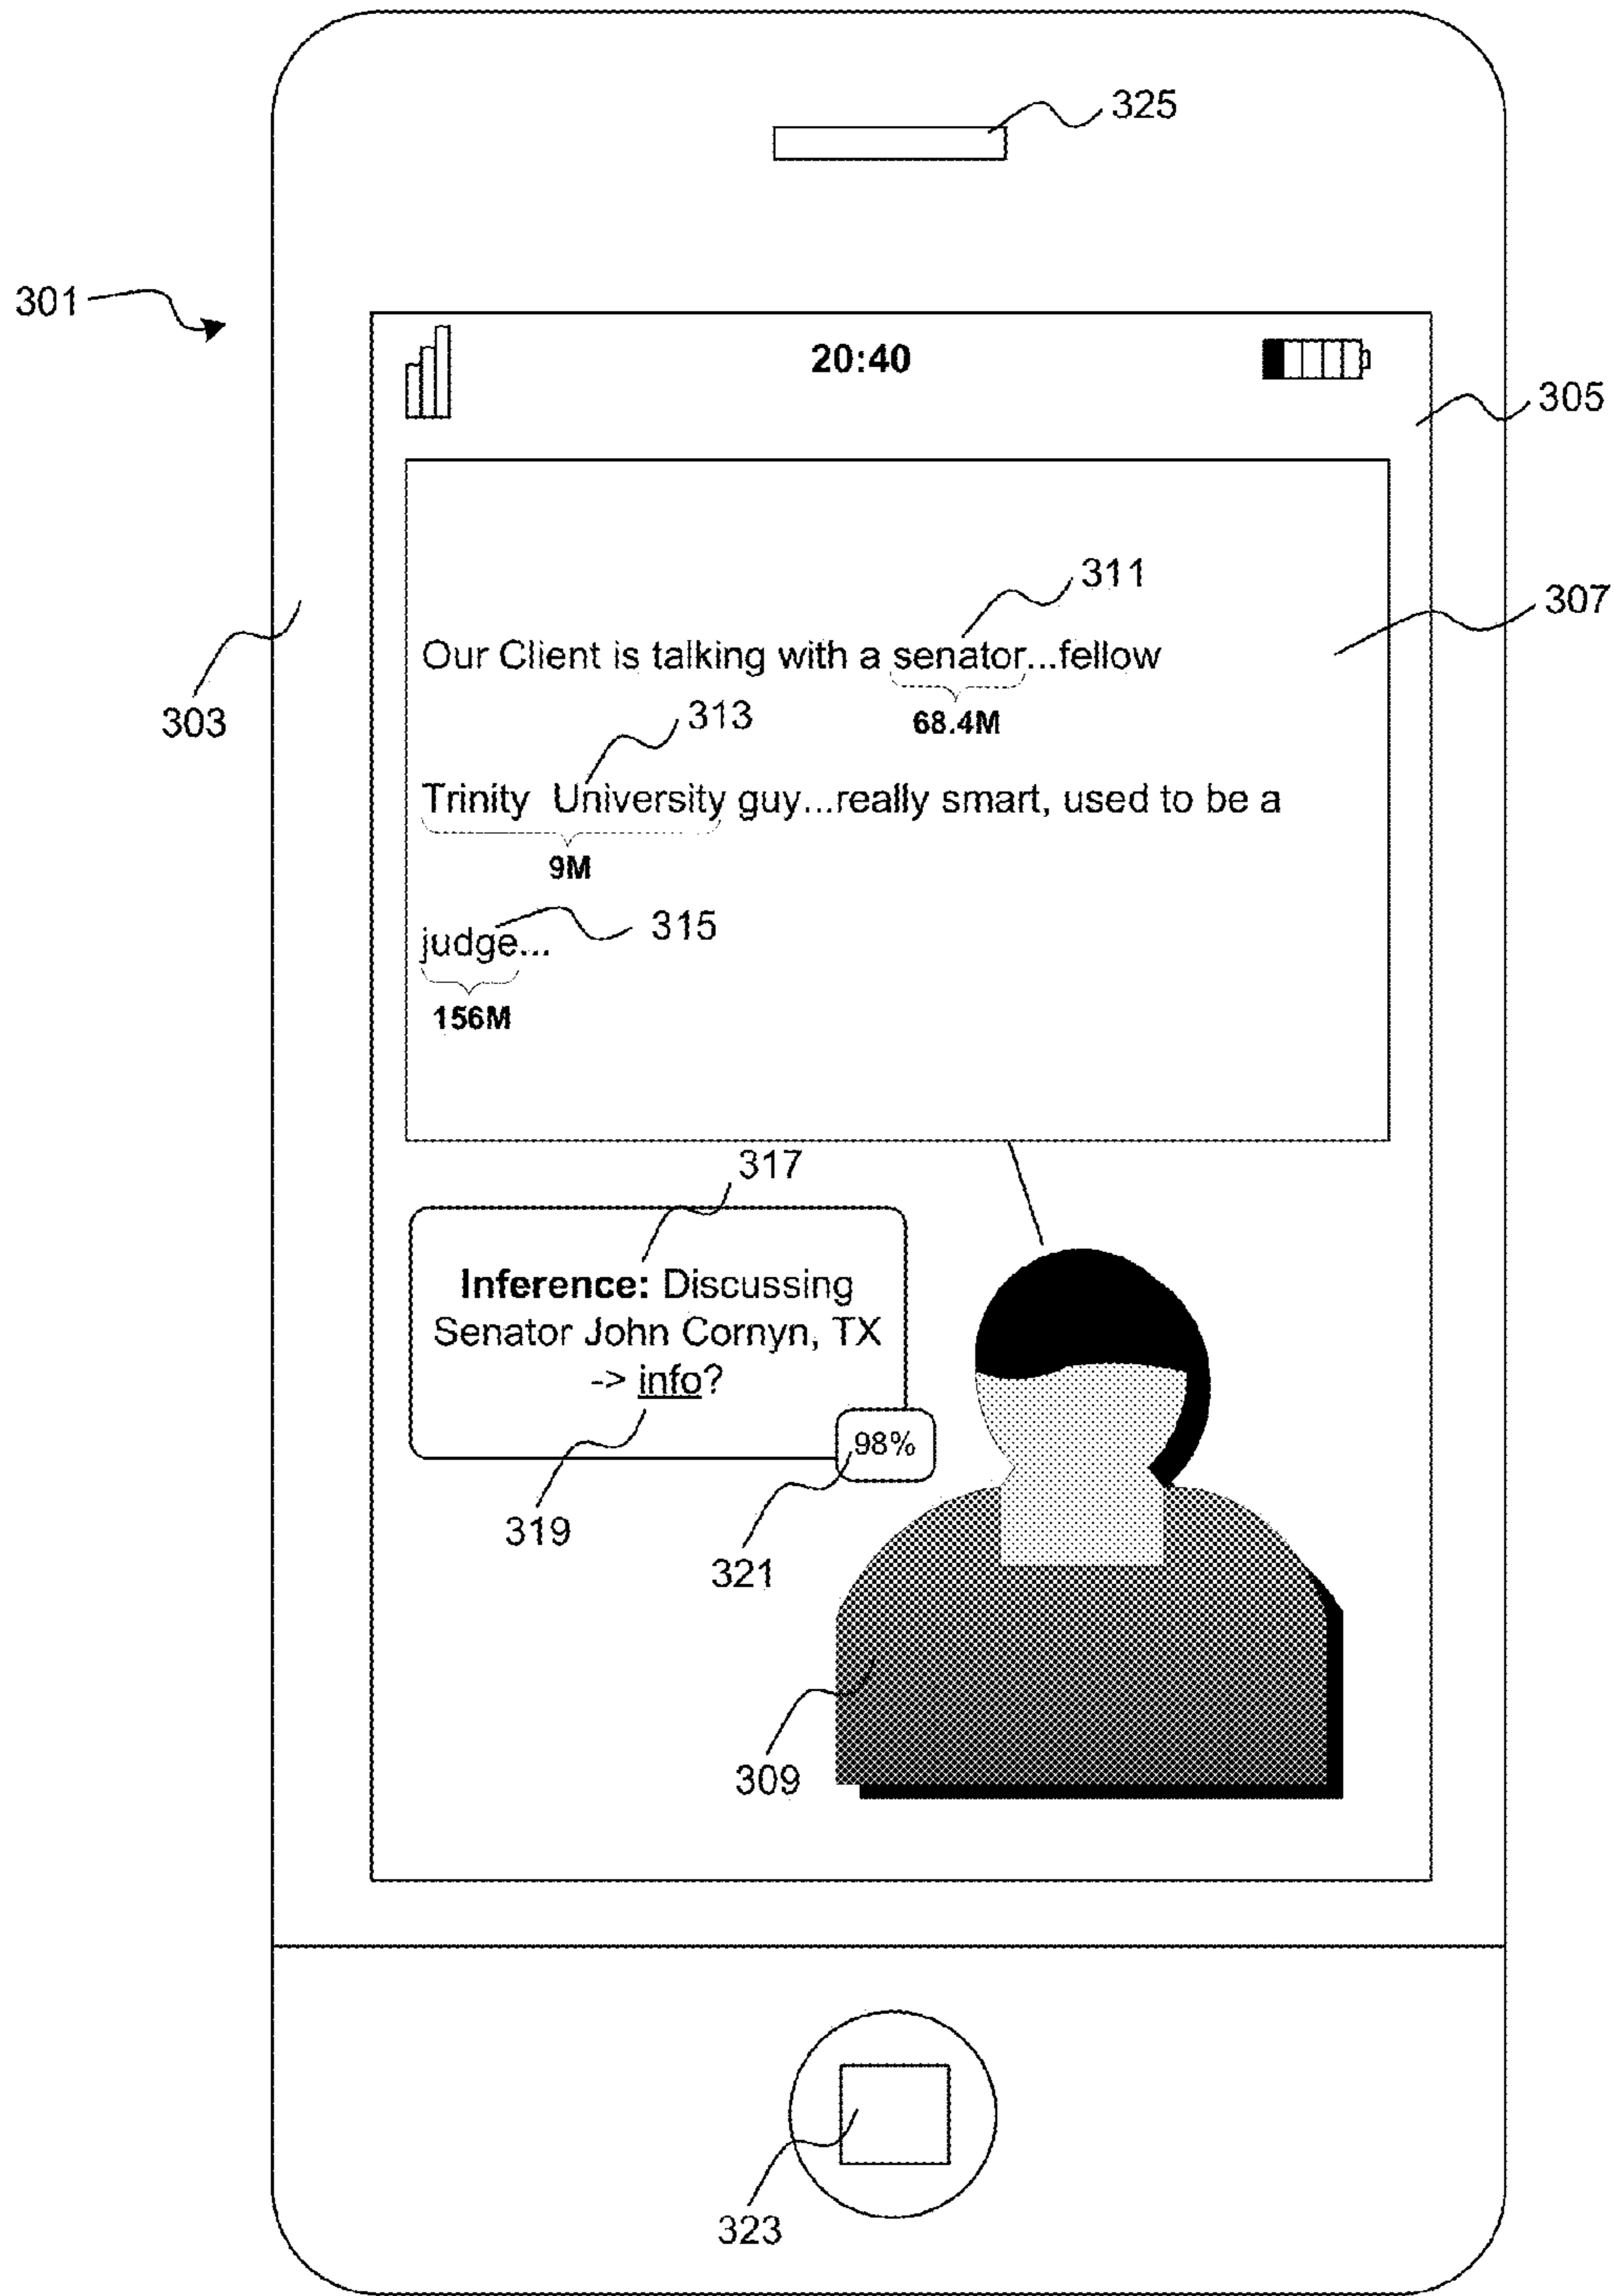 325
301
20:40
305
311
307
Our Client is talking with a senator...fellow
68.4M
303
313
Trinity University guy...really smart, used to be a
9M
315
judge...
156M
317
Inference: Discussing
Senator John Cornyn, TX
-> info?
98%
319
321
309
323